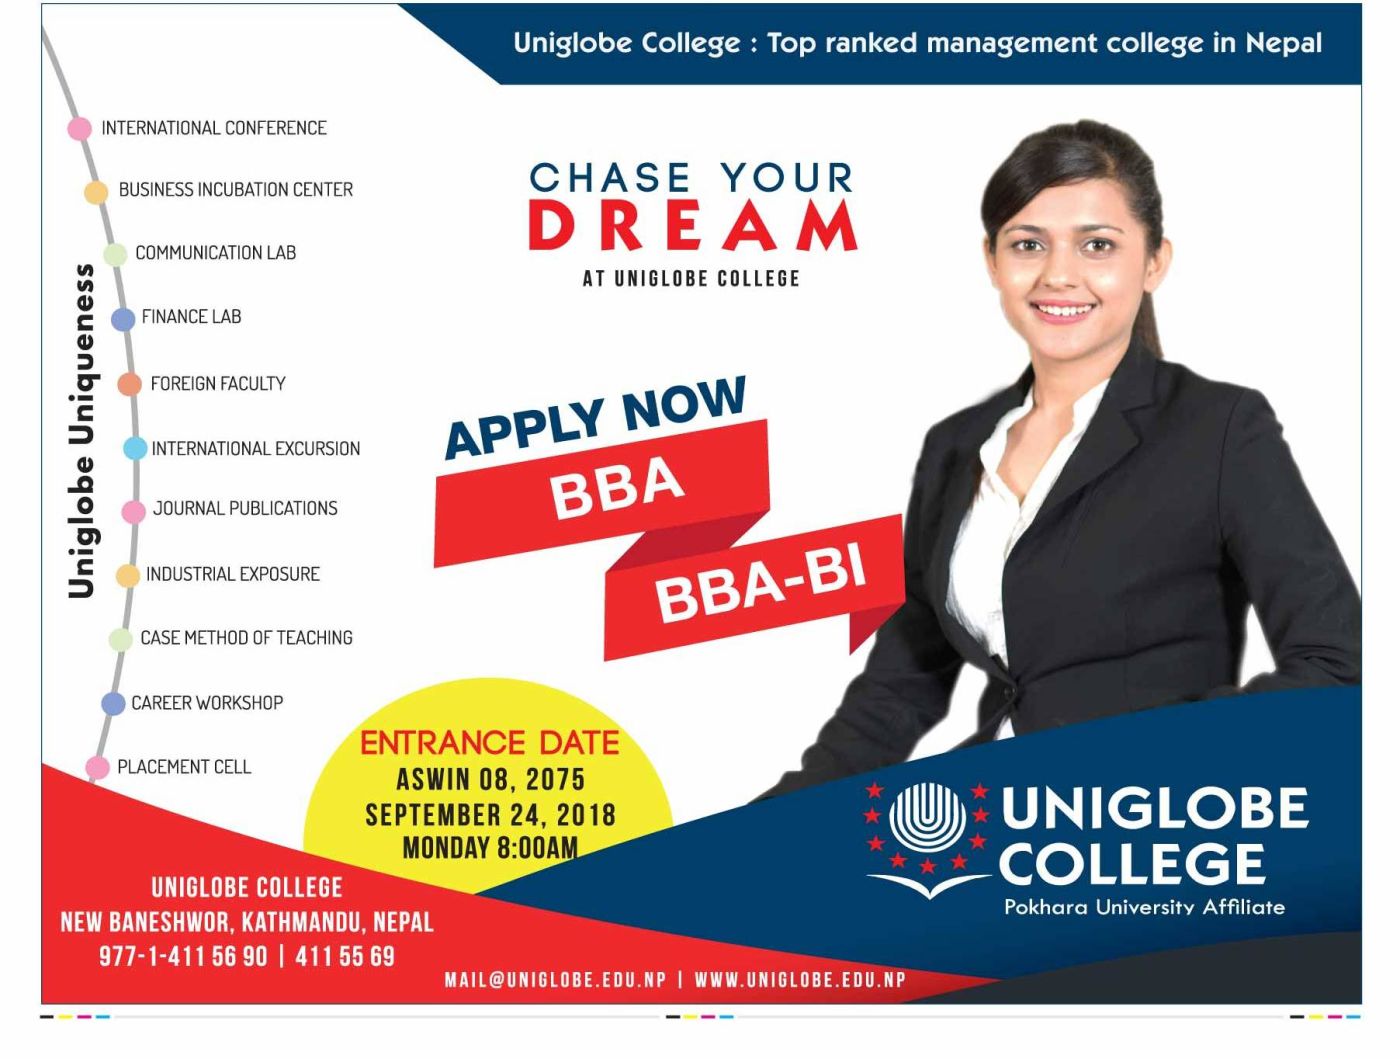 Uniglobe College : Top ranked management college in Nepal
INTERNATIONAL CONFERENCE
BUSINESS INCUBATION CENTER
COMMUNICATION LAB
FINANCE LAB
FOREIGN FACULTY
INTERNATIONAL EXCURSION
JOURNAL PUBLICATIONS
INDUSTRIAL EXPOSURE
CASE METHOD OF TEACHING
CAREER WORKSHOP
PLACEMENT CELL
Uniglobe Uniqueness
CHASE YOUR
DREAM
AT UNIGLOBE COLLEGE
APPLY NOW
BBA
BBA-BI
ENTRANCE DATE
ASWIN 08, 2075
SEPTEMBER 24, 2018
MONDAY 8:00AM
UNIGLOBE COLLEGE
NEW BANESHWOR, KATHMANDU, NEPAL
977-1-411 56 90 | 411 55 69
MAIL@UNIGLOBE.EDU.NP | WWW.UNIGLOBE.EDU.NP
UNIGLOBE
COLLEGE
Pokhara University Affiliate